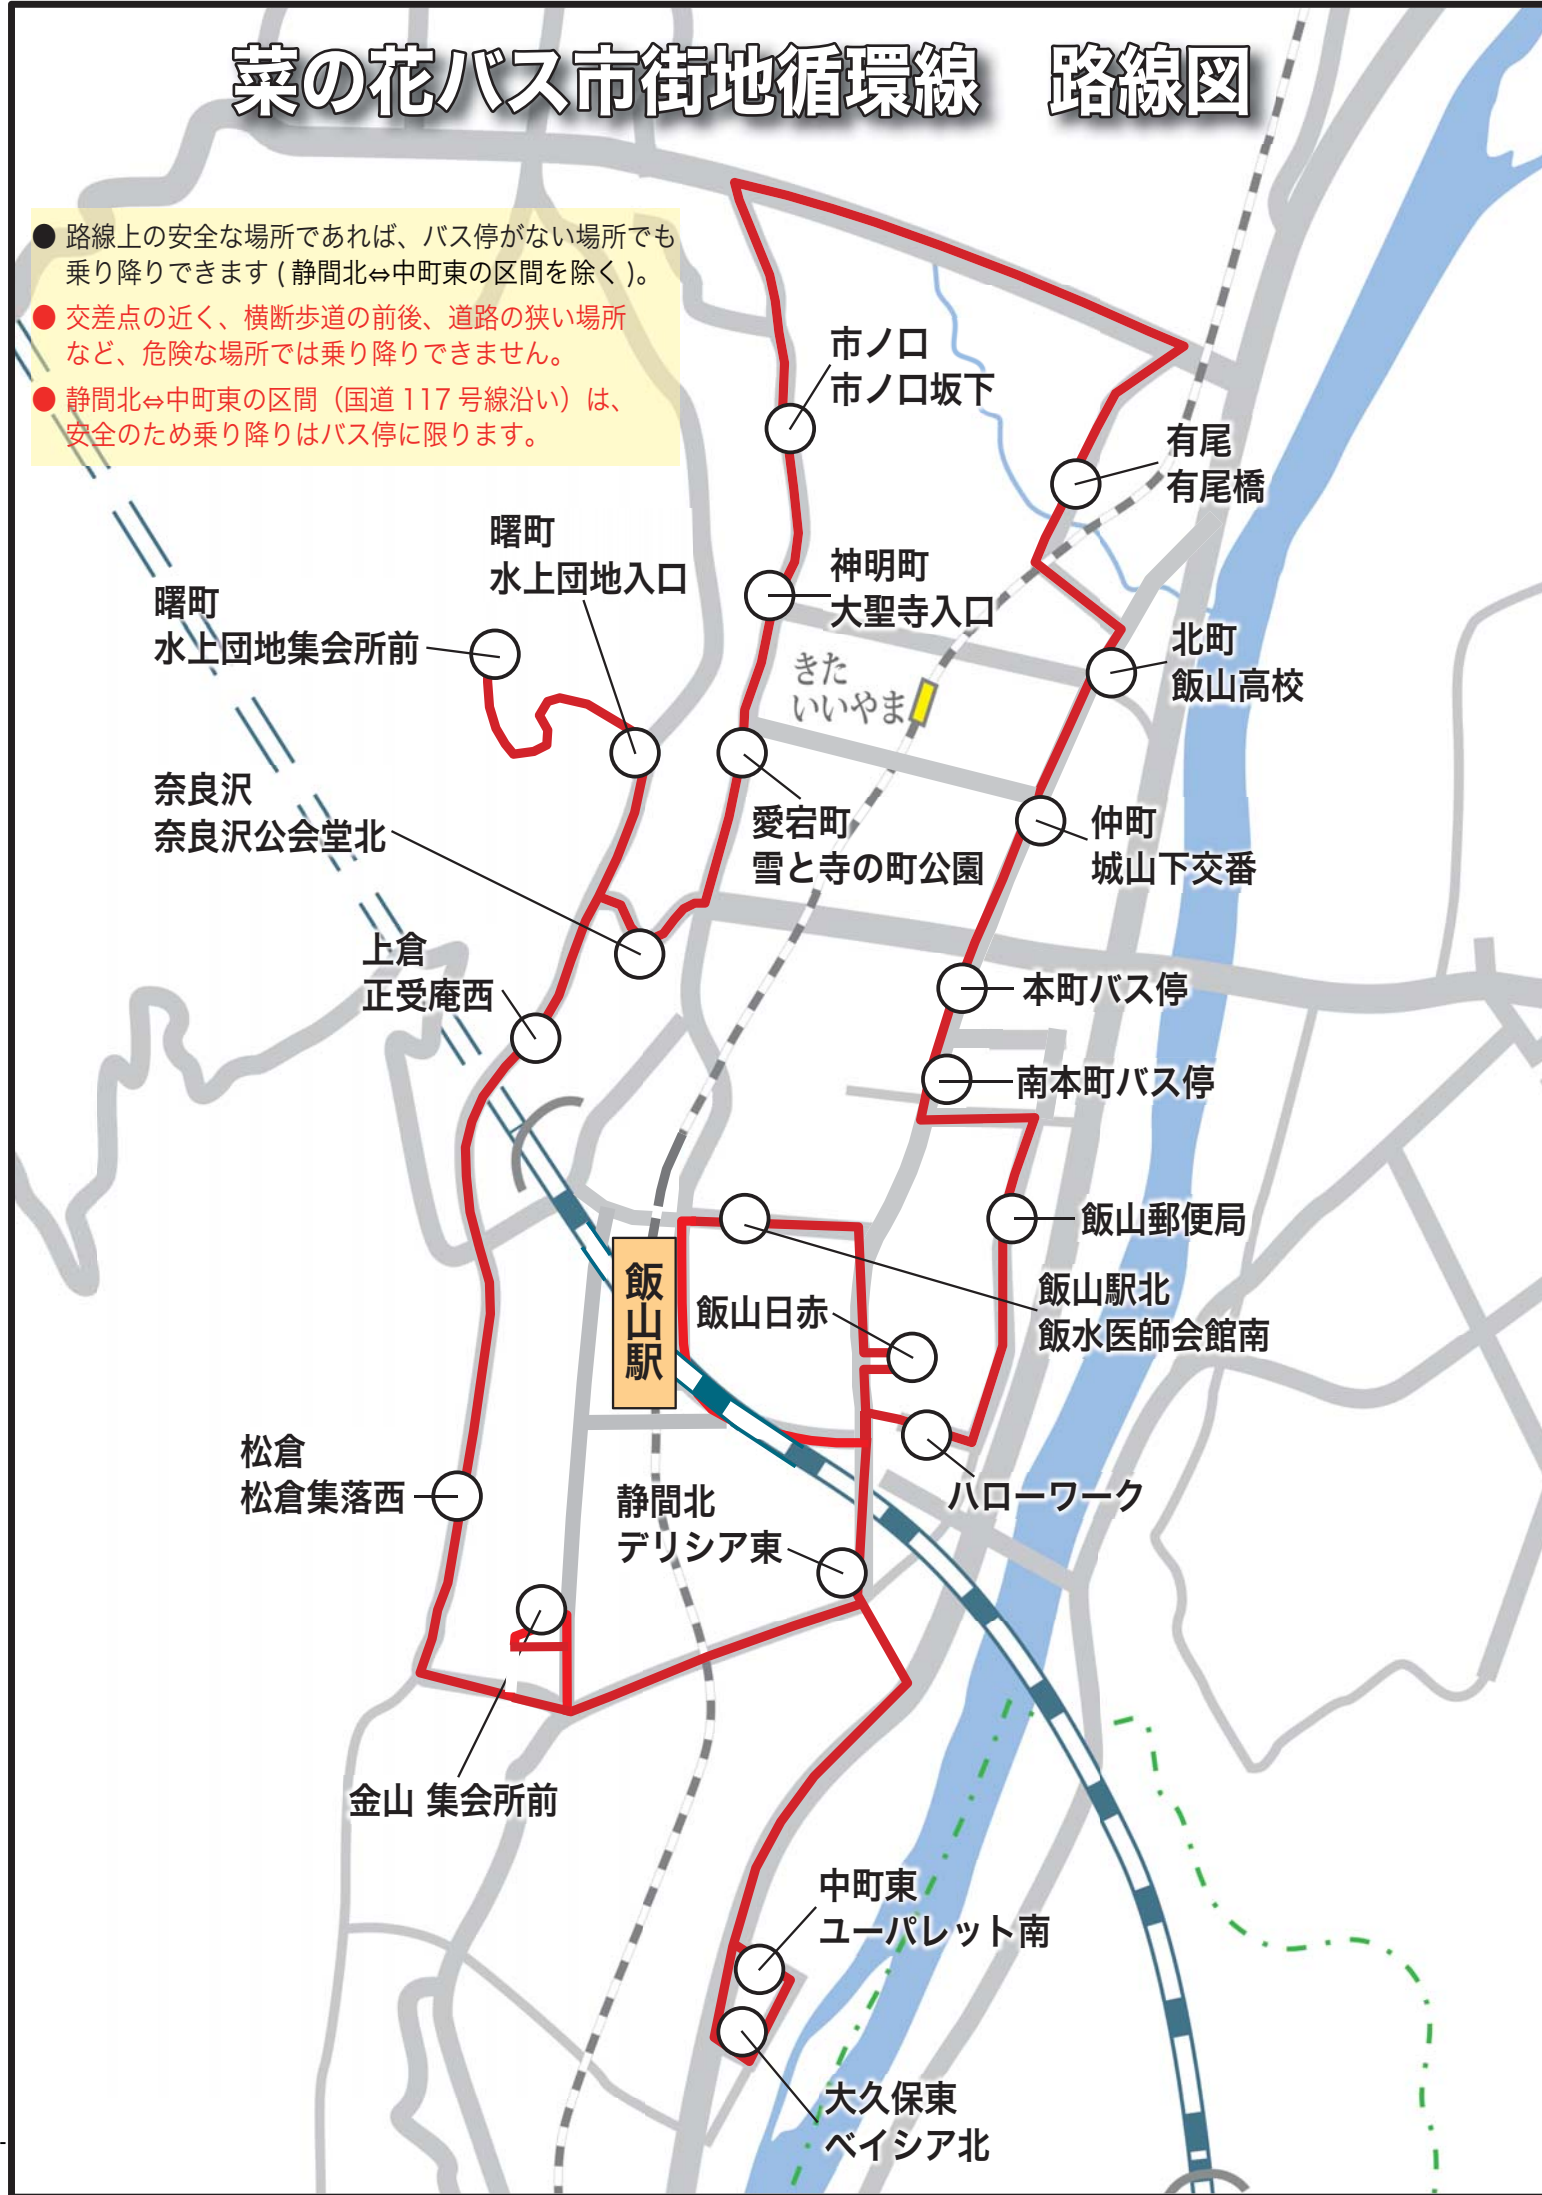 菜の花バス市街地循環線　路線図
● 路線上の安全な場所であれば、バス停がない場所でも
乗り降りできます ( 静間北⇔中町東の区間を除く )。
● 交差点の近く、横断歩道の前後、道路の狭い場所
など、危険な場所では乗り降りできません。
● 静間北⇔中町東の区間（国道 117 号線沿い）は、
安全のため乗り降りはバス停に限ります。
市ノ口
市ノ口坂下
有尾
有尾橋
曙町
水上団地入口
神明町
大聖寺入口
曙町
水上団地集会所前
北町
飯山高校
きた
いいやま
奈良沢
奈良沢公会堂北
愛宕町
雪と寺の町公園
仲町
城山下交番
上倉
正受庵西
本町バス停
南本町バス停
飯山郵便局
飯山駅
飯山日赤
飯山駅北
飯水医師会館南
松倉
松倉集落西
静間北
デリシア東
ハローワーク
金山 集会所前
中町東
ユーパレット南
大久保東
ベイシア北